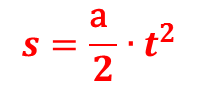 s = a/2 · t²